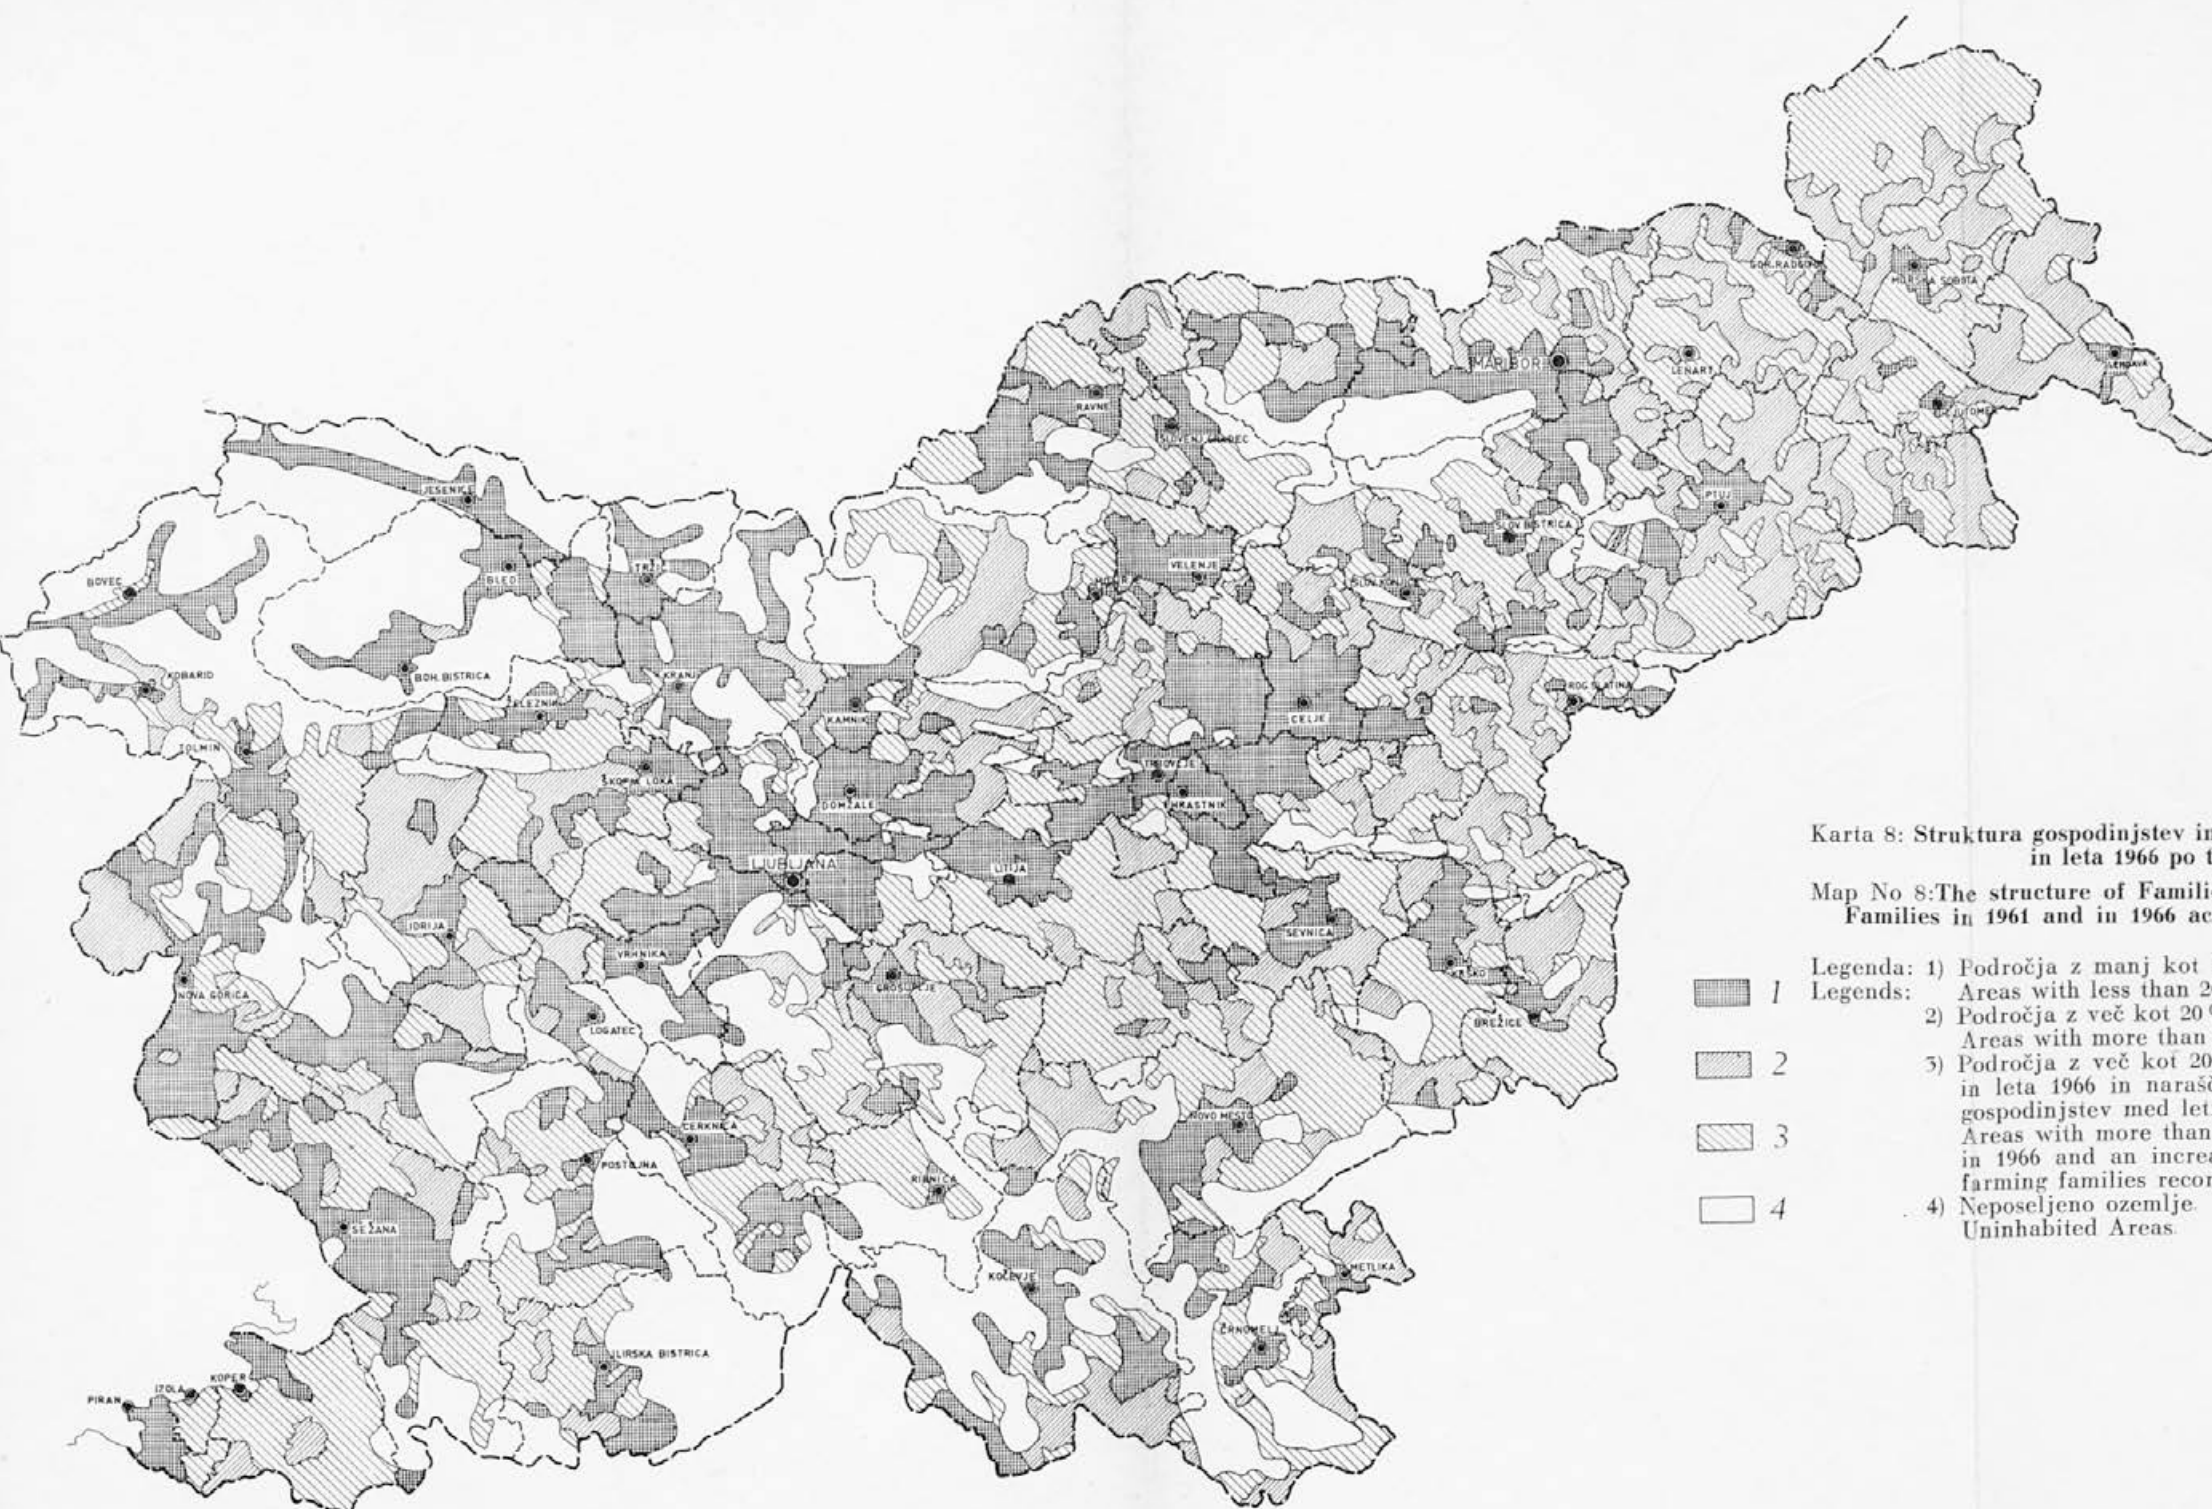 GOR. RADGONA
MURSKA SOBOTA
MARIBOR
LENART
LENDAVA
RAVNE
LJUTOMER
SLOVENJ GRADEC
JESENICE
PTUJ
SLOV. BISTRICA
BOVEC
BLED
TRŽIČ
VELENJE
SLOV. KONJICE
KOBARID
BOH. BISTRICA
KRANJ
ROG. SLATINA
KAMNIK
CELJE
TOLMIN
ŠKOFJA LOKA
TRBOVLJE
DOMŽALE
HRASTNIK
LJUBLJANA
LITIJA
IDRIJA
SEVNICA
VRHNIKA
KRŠKO
NOVA GORICA
GROSUPLJE
LOGATEC
BREŽICE
NOVO MESTO
CERKNICA
POSTOJNA
RIBNICA
SEŽANA
METLIKA
KOČEVJE
ČRNOMELJ
ILIRSKA BISTRICA
KOPER
IZOLA
PIRAN
Karta 8: Struktura gospodinjstev in
in leta 1966 po t
Map No 8:The structure of Famili
Families in 1961 and in 1966 ac
Legenda: 1) Področja z manj kot
1 Legends: Areas with less than 2
2) Področja z več kot 20
Areas with more than
2 3) Področja z več kot 20
in leta 1966 in narašč
gospodinjstev med let
3 Areas with more than
in 1966 and an increa
farming families recor
4 4) Neposeljeno ozemlje.
Uninhabited Areas.